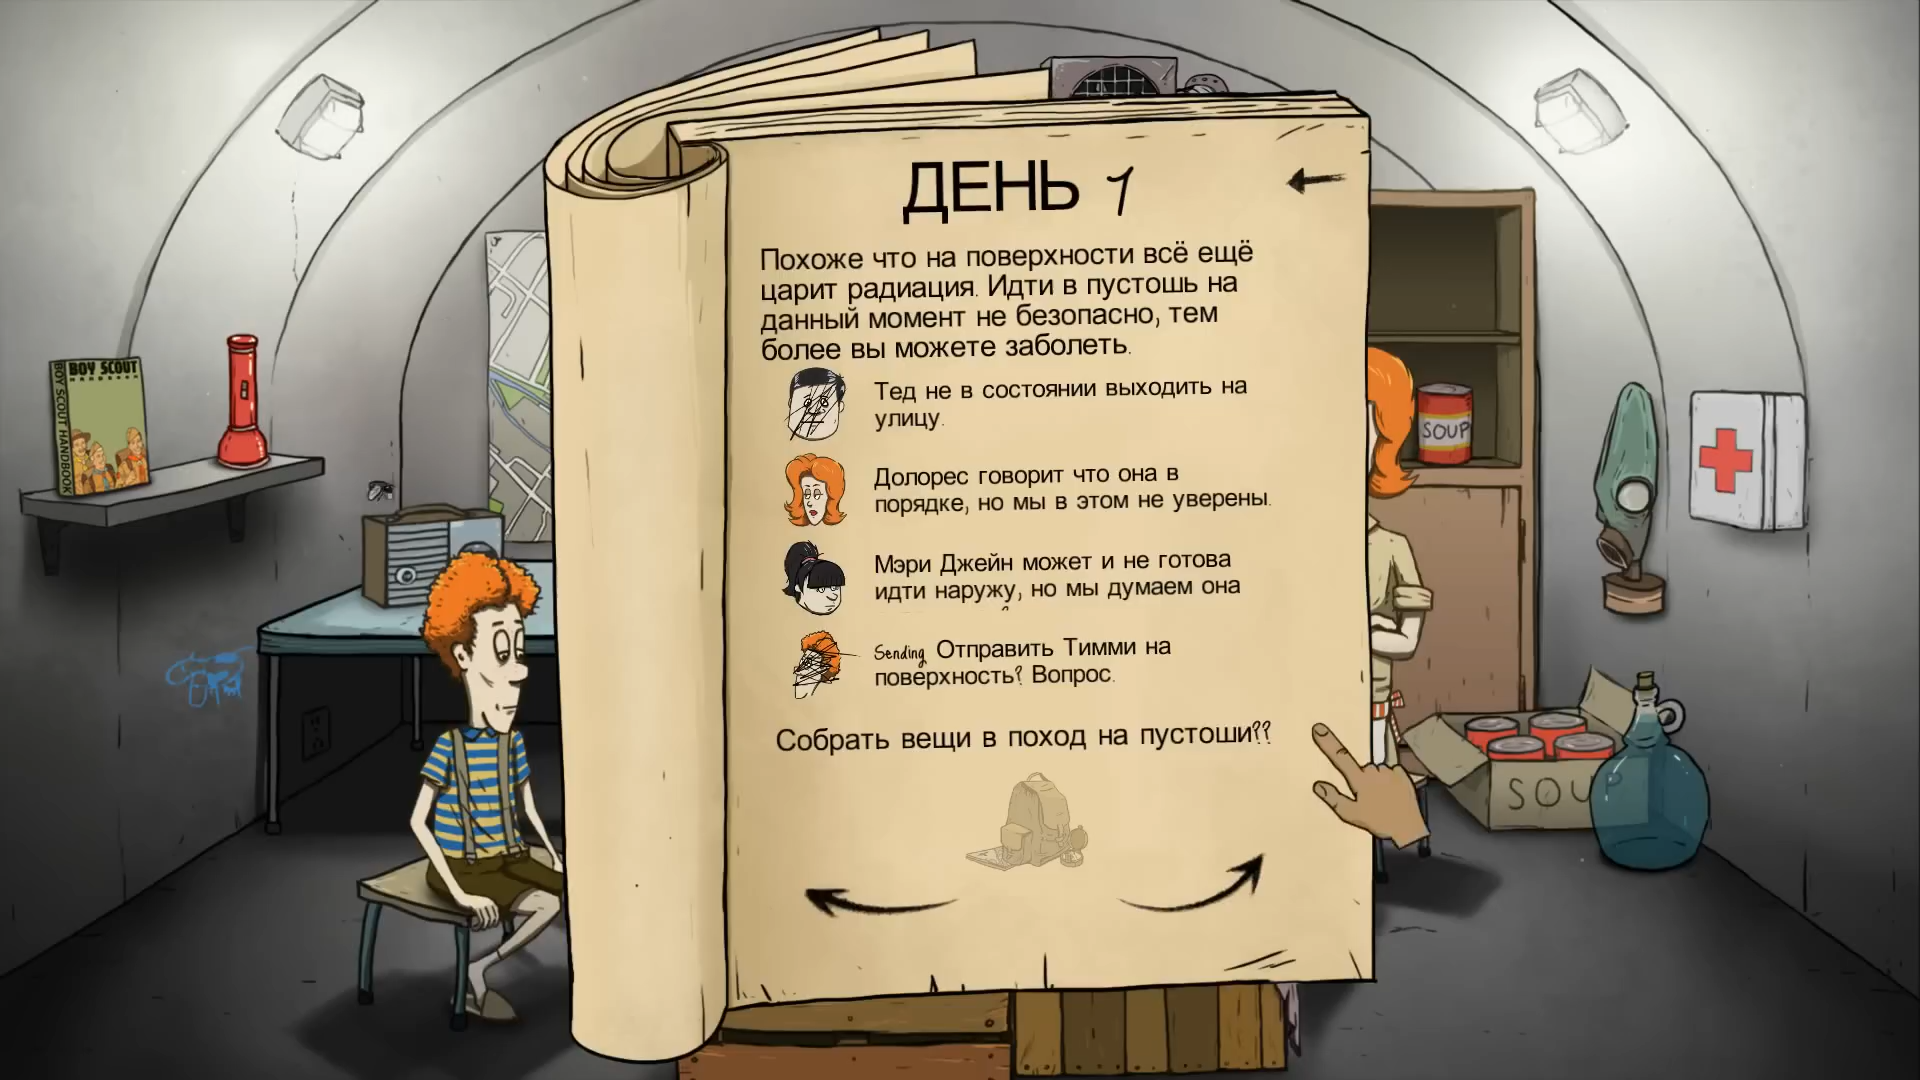 ДЕНЬ 1
Похоже что на поверхности всё ещё
царит радиация. Идти в пустошь на
данный момент не безопасно, тем
более вы можете заболеть.
Тед не в состоянии выходить на
улицу.
Долорес говорит что она в
порядке, но мы в этом не уверены.
Мэри Джейн может и не готова
идти наружу, но мы думаем она
Sending Отправить Тимми на
поверхность? Вопрос.
Собрать вещи в поход на пустоши??
BOY SCOUT
HANDBOOK
BOY SCOUT HANDBOOK
SOUP
SOU